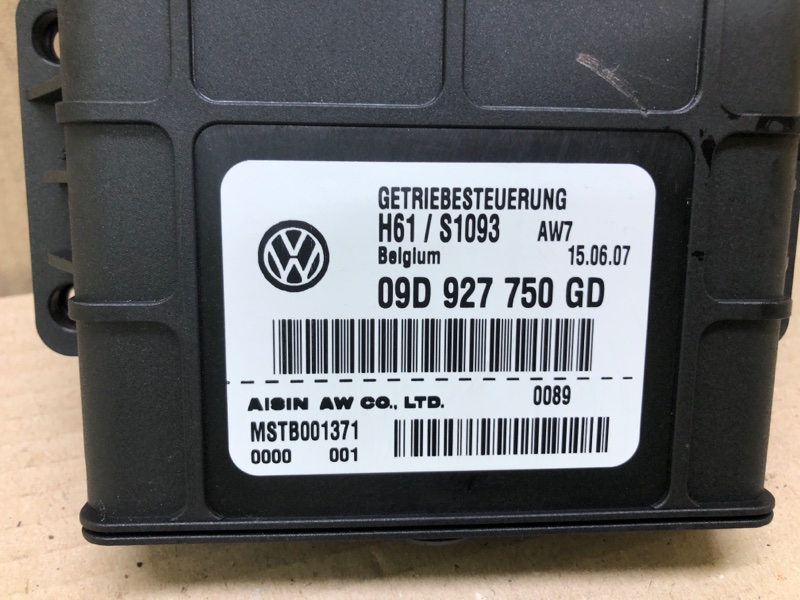 GETRIEBESTEUERUNG
H61 / S1093 AW7
Belgium 15.06.07
09D 927 750 GD
AISIN AW CO., LTD. 0089
MSTB001371
0000 001